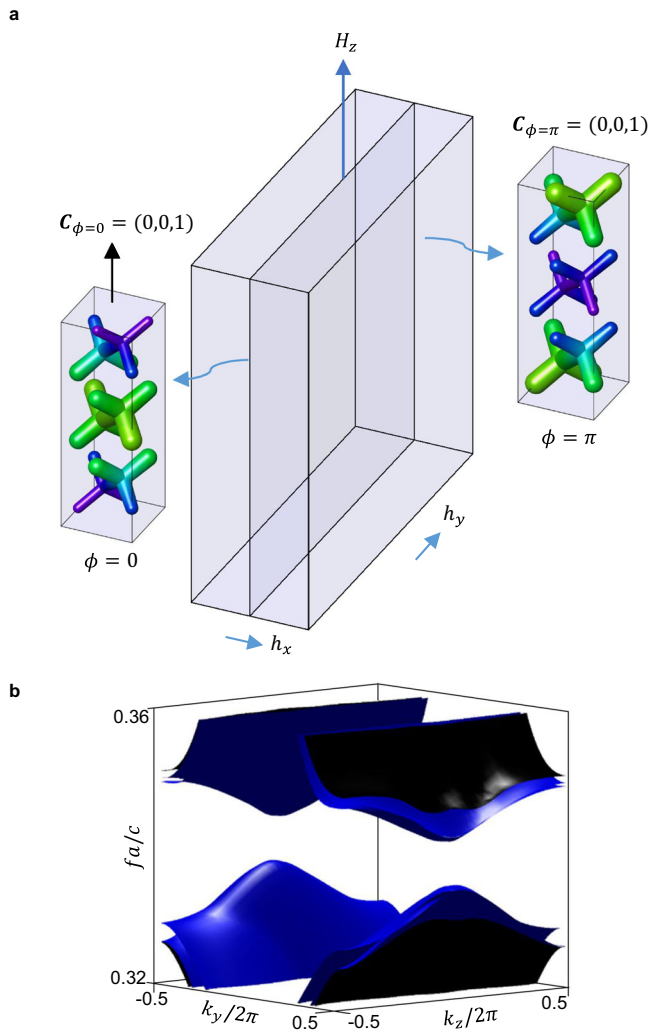 a
H_z
C_{ϕ=π} = (0,0,1)
C_{ϕ=0} = (0,0,1)
ϕ = π
h_y
ϕ = 0
h_x
b
0.36
fa/c
0.32
-0.5
k_y/2π
0.5
-0.5
k_z/2π
0.5